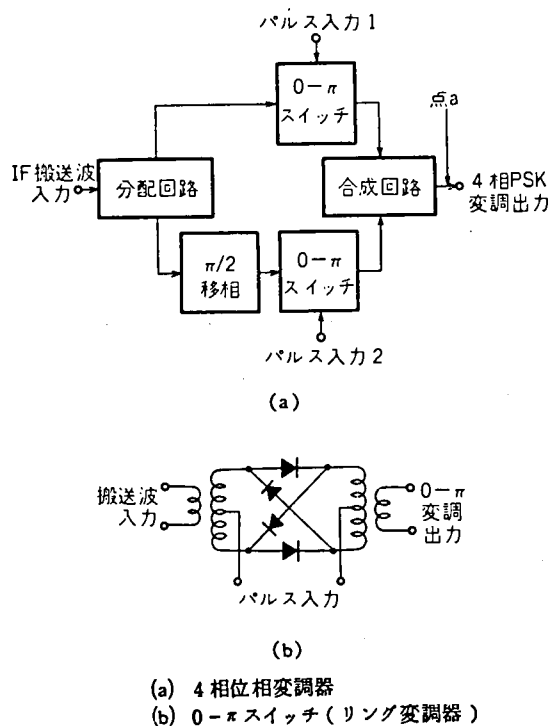 パルス入力1
0-π
スイッチ
点a
IF搬送波
入力
分配回路
合成回路
4相PSK
変調出力
π/2
移相
0-π
スイッチ
パルス入力2
(a)
搬送波
入力
0-π
変調
出力
パルス入力
(b)
(a) 4相位相変調器
(b) 0-πスイッチ(リング変調器)